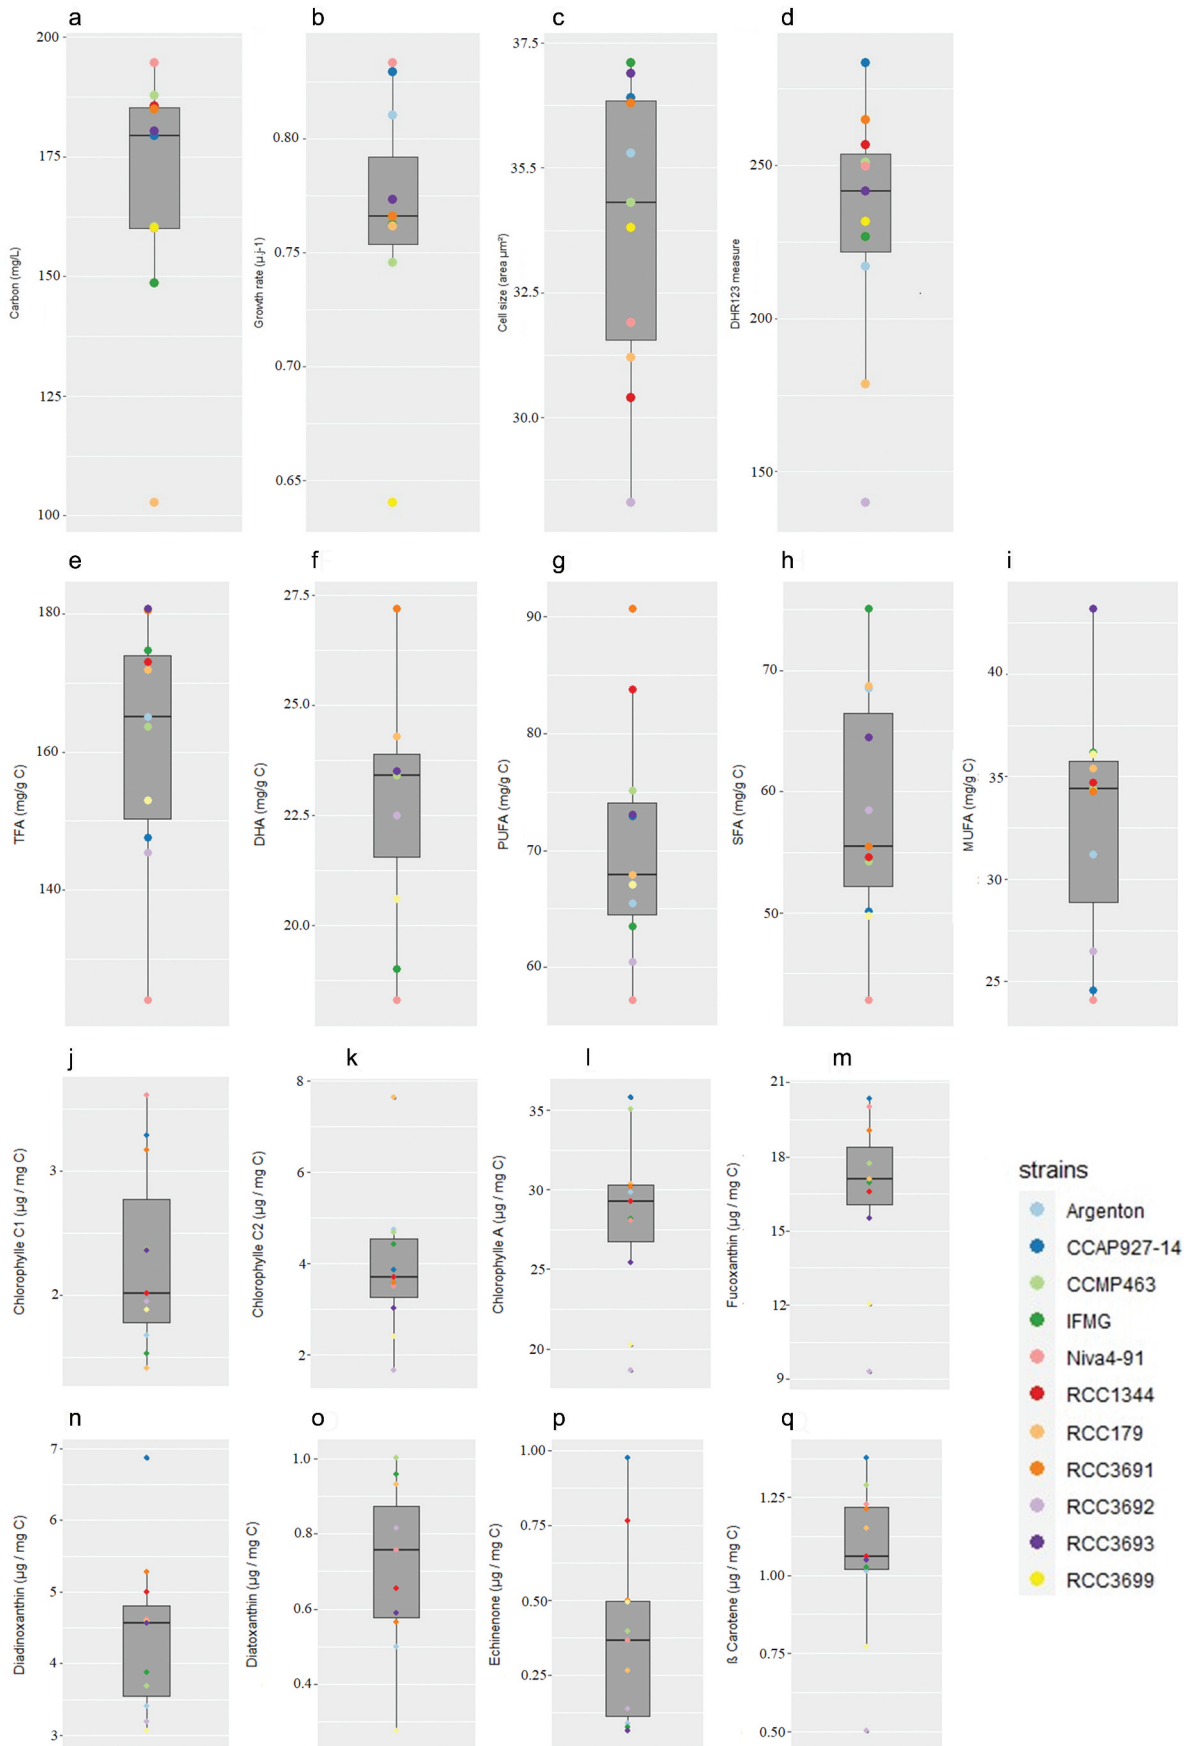 a
b
c
d
200
175
150
125
100
Carbon (mg/L)
0.80
0.75
0.70
0.65
Growth rate (µ.j-1)
37.5
35.5
32.5
30.0
Cell size (area µm²)
250
200
150
DHR123 measure
e
f
g
h
i
180
160
140
TFA (mg/g C)
27.5
25.0
22.5
20.0
DHA (mg/g C)
90
80
70
60
PUFA (mg/g C)
70
60
50
SFA (mg/g C)
40
35
30
25
MUFA (mg/g C)
j
k
l
m
3
2
Chlorophylle C1 (µg / mg C)
8
6
4
2
Chlorophylle C2 (µg / mg C)
35
30
25
20
Chlorophylle A (µg / mg C)
21
18
15
12
9
Fucoxanthin (µg / mg C)
strains
Argenton
CCAP927-14
CCMP463
IFMG
Niva4-91
RCC1344
RCC179
RCC3691
RCC3692
RCC3693
RCC3699
n
o
p
q
7
6
5
4
3
Diadinoxanthin (µg / mg C)
1.0
0.8
0.6
0.4
Diatoxanthin (µg / mg C)
1.00
0.75
0.50
0.25
Echinenone (µg / mg C)
1.25
1.00
0.75
0.50
ß Carotene (µg / mg C)